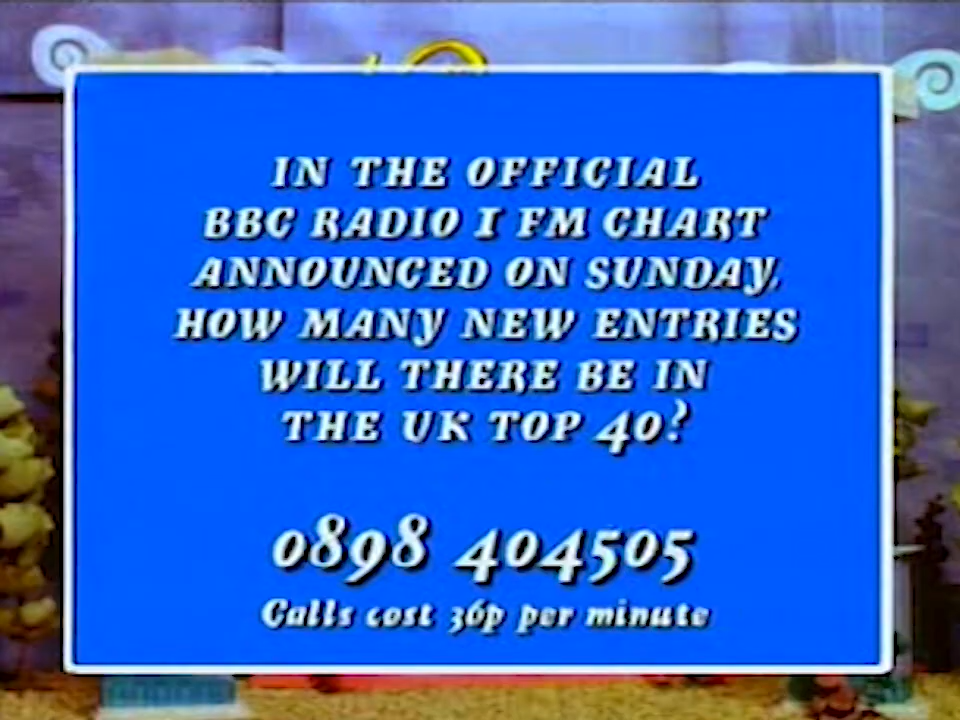 IN THE OFFICIAL
BBC RADIO 1 FM CHART
ANNOUNCED ON SUNDAY,
HOW MANY NEW ENTRIES
WILL THERE BE IN
THE UK TOP 40?
0898 404505
Calls cost 36p per minute